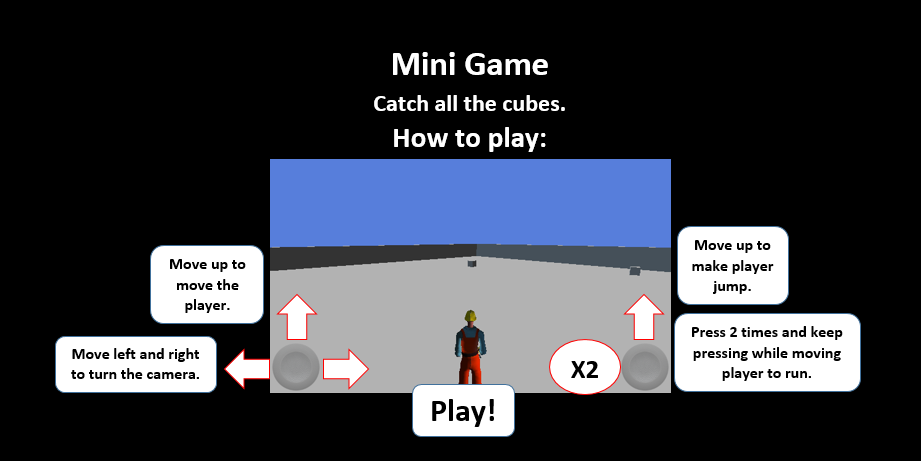 Mini Game
Catch all the cubes.
How to play:
Move up to
move the
player.
Move left and right
to turn the camera.
Move up to
make player
jump.
Press 2 times and keep
pressing while moving
player to run.
X2
Play!